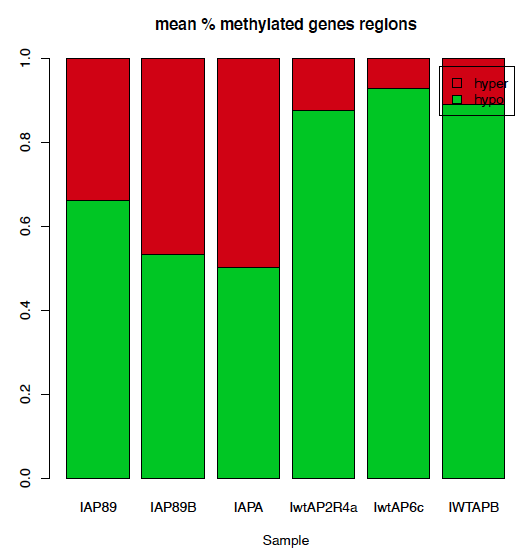 mean % methylated genes regions
1.0
0.8
0.6
0.4
0.2
0.0
hyper
hypo
IAP89 IAP89B IAPA IwtAP2R4a IwtAP6c IWTAPB
Sample